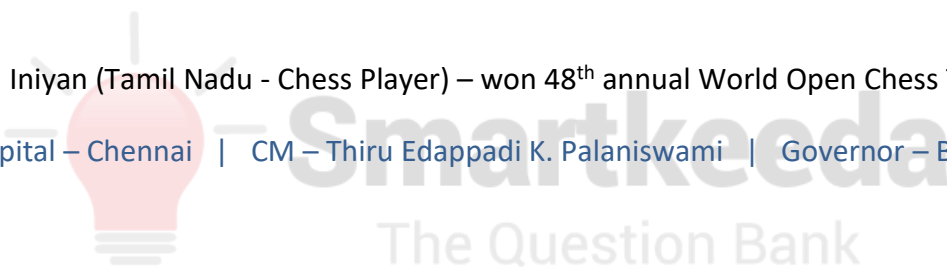 Iniyan (Tamil Nadu - Chess Player) – won 48th annual World Open Chess
pital – Chennai | CM – Thiru Edappadi K. Palaniswami | Governor – B
Smartkeeda
The Question Bank